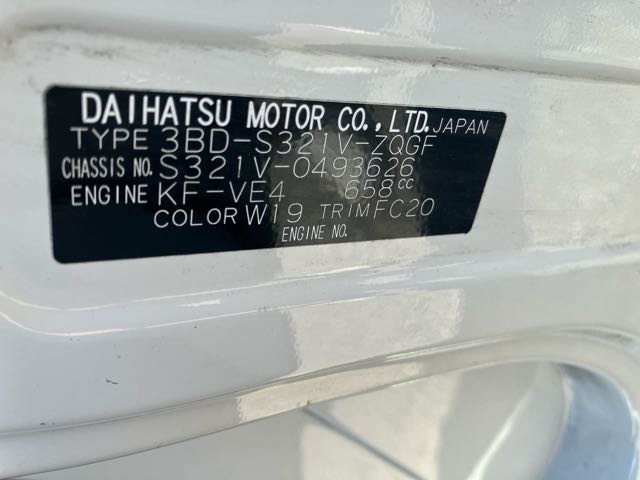 DAIHATSU MOTOR CO.,LTD. JAPAN
TYPE 3BD-S321V-ZQGF
CHASSIS NO. S321V-0493626
ENGINE KF-VE4 658cc
COLOR W19 TRIM FC20
ENGINE NO.